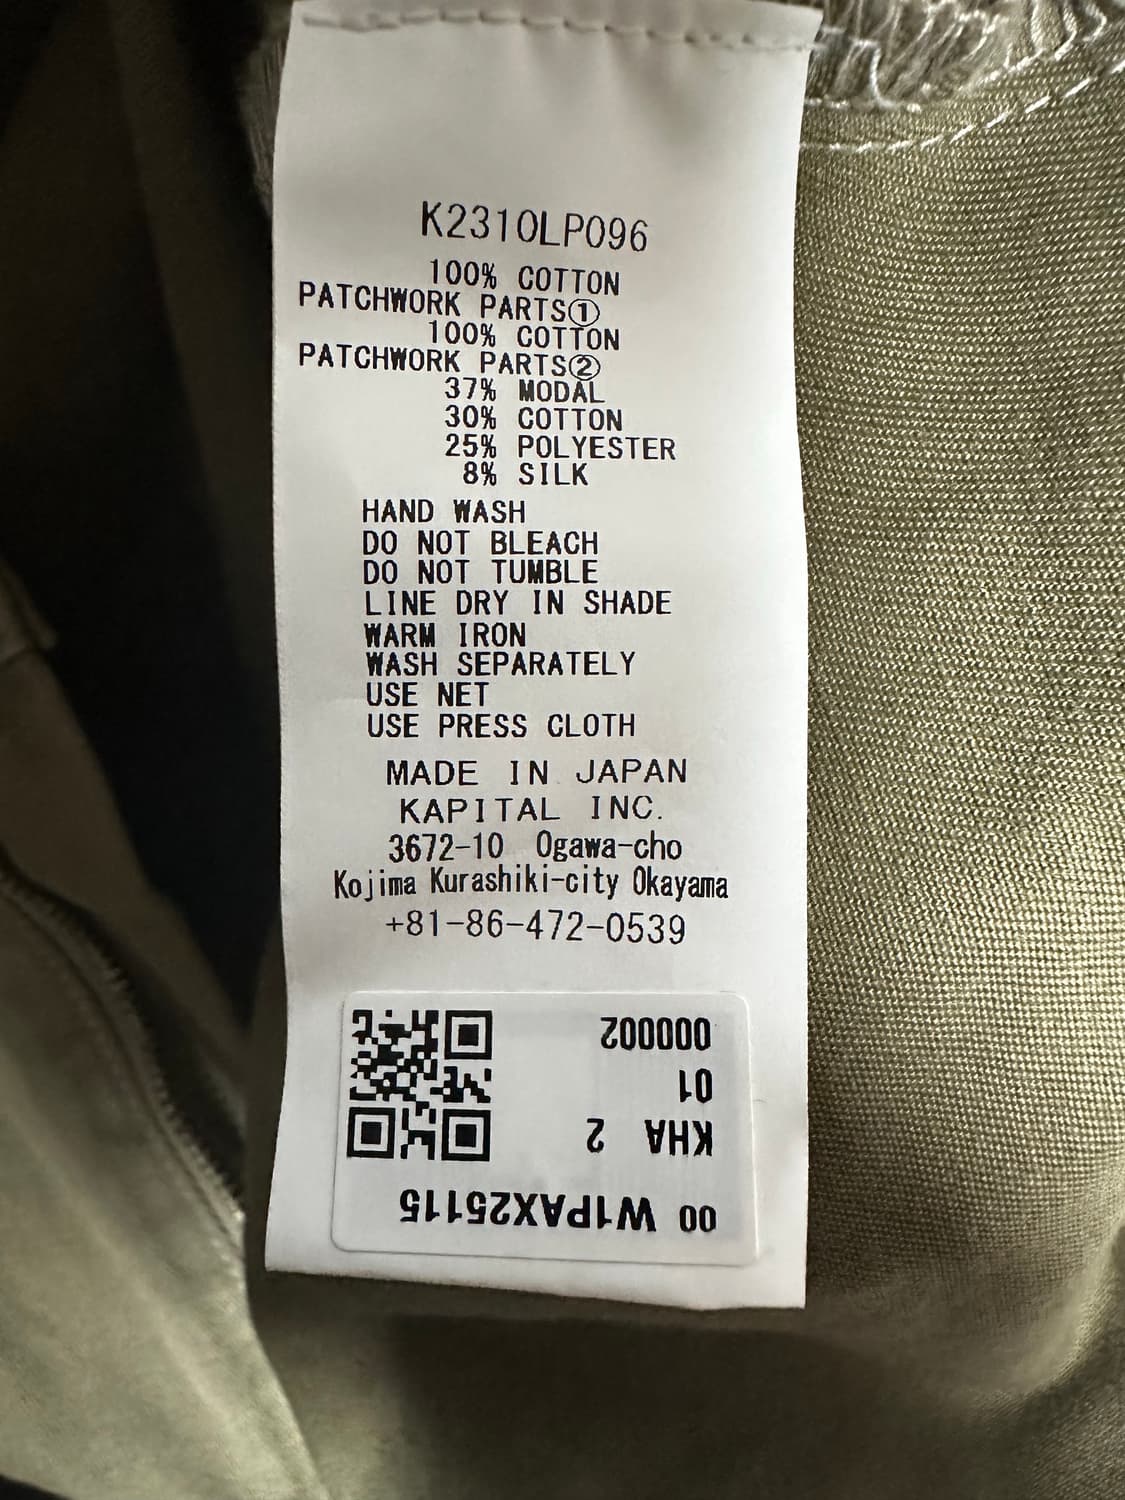 K2310LP096
100% COTTON
PATCHWORK PARTS①
100% COTTON
PATCHWORK PARTS②
37% MODAL
30% COTTON
25% POLYESTER
8% SILK
HAND WASH
DO NOT BLEACH
DO NOT TUMBLE
LINE DRY IN SHADE
WARM IRON
WASH SEPARATELY
USE NET
USE PRESS CLOTH
MADE IN JAPAN
KAPITAL INC.
3672-10 Ogawa-cho
Kojima Kurashiki-city Okayama
+81-86-472-0539
00 W1PAX25115
KHA 2
01
000002